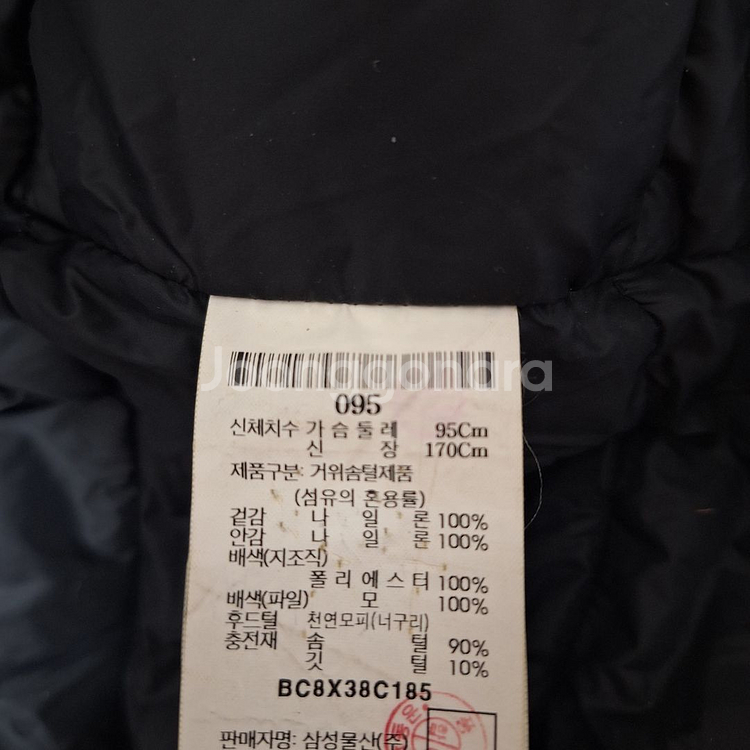 Joonggonara
095
신체치수 가 슴 둘 레 95Cm
신 장 170Cm
제품구분: 거위솜털제품
(섬유의 혼용률)
겉감 나 일 론 100%
안감 나 일 론 100%
배색(지조직)
폴 리 에 스 터 100%
배색(파일) 모 100%
후드털 천연모피(너구리)
충전재 솜 털 90%
깃 털 10%
BC8X38C185
판매자명: 삼성물산(주)